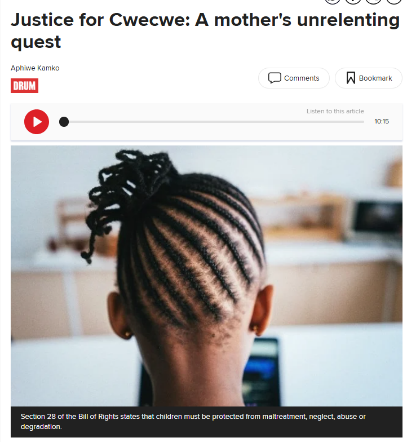 Justice for Cwecwe: A mother's unrelenting
quest
Aphiwe Komko
DRUM
Comments
Bookmark
Listen to this article
10:15
Section 28 of the Bill of Rights states that children must be protected from maltreatment, neglect, abuse or
degradation.